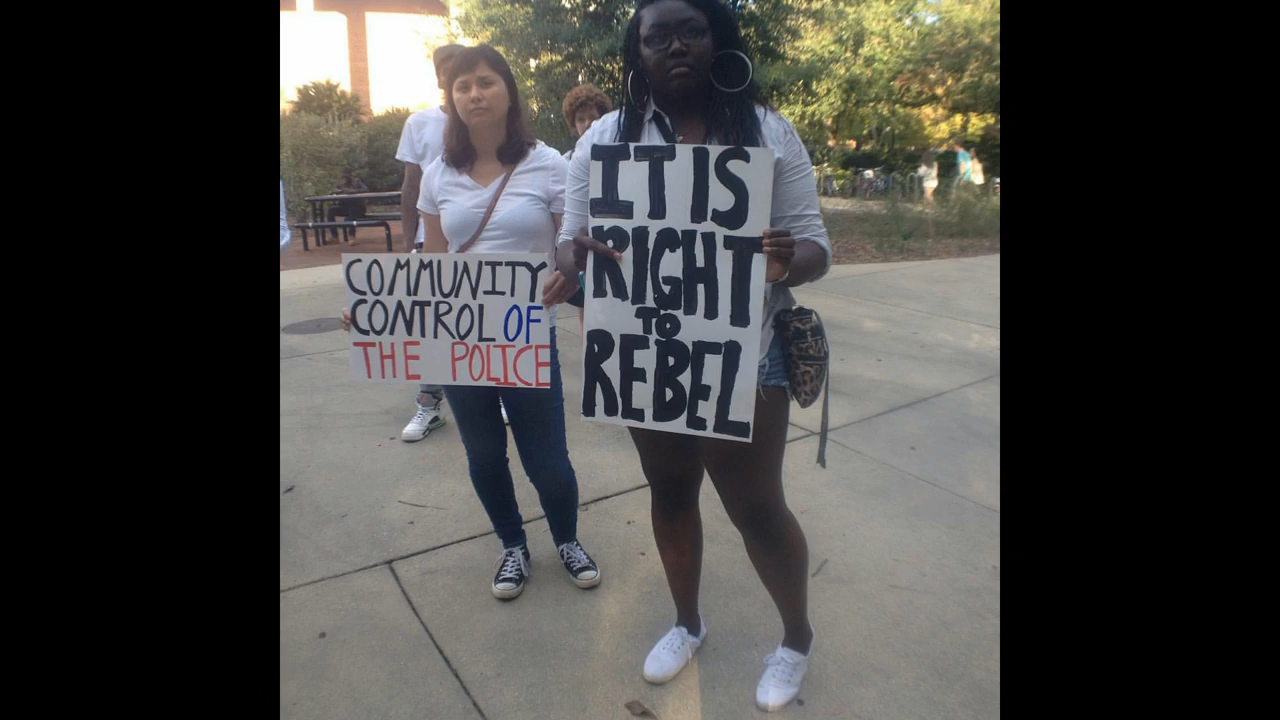 COMMUNITY
CONTROL OF
THE POLICE
IT IS
RIGHT
TO
REBEL